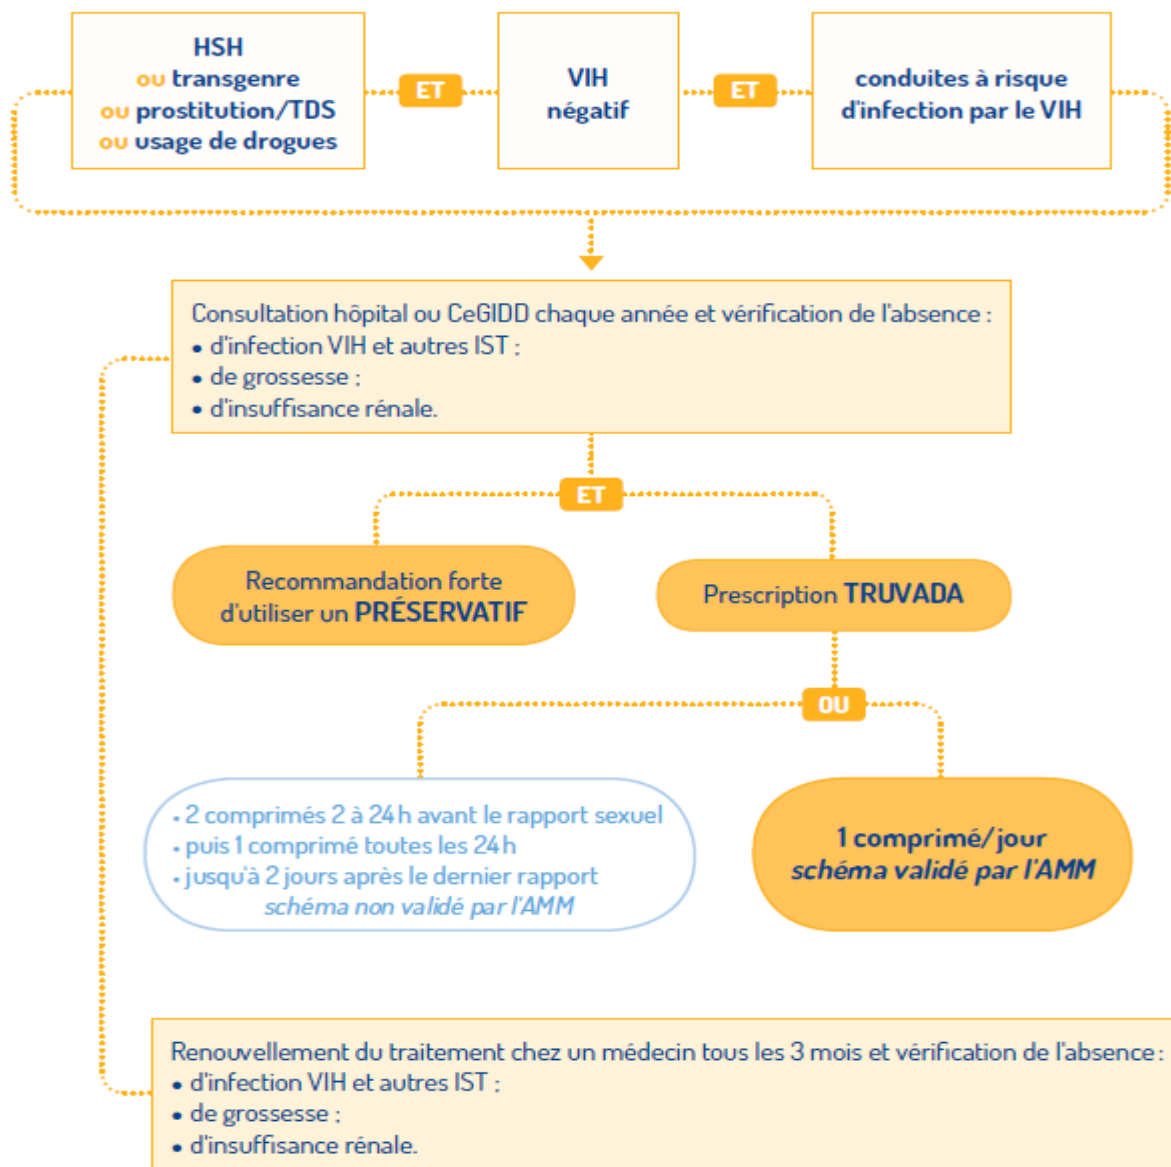 HSH
ou transgenre
ou prostitution/TDS
ou usage de drogues
ET
VIH
négatif
ET
conduites à risque
d'infection par le VIH
Consultation hôpital ou CeGIDD chaque année et vérification de l'absence :
• d'infection VIH et autres IST ;
• de grossesse ;
• d'insuffisance rénale.
ET
Recommandation forte
d'utiliser un PRÉSERVATIF
Prescription TRUVADA
OU
• 2 comprimés 2 à 24 h avant le rapport sexuel
• puis 1 comprimé toutes les 24 h
• jusqu'à 2 jours après le dernier rapport
schéma non validé par l'AMM
1 comprimé/jour
schéma validé par l'AMM
Renouvellement du traitement chez un médecin tous les 3 mois et vérification de l'absence :
• d'infection VIH et autres IST ;
• de grossesse ;
• d'insuffisance rénale.